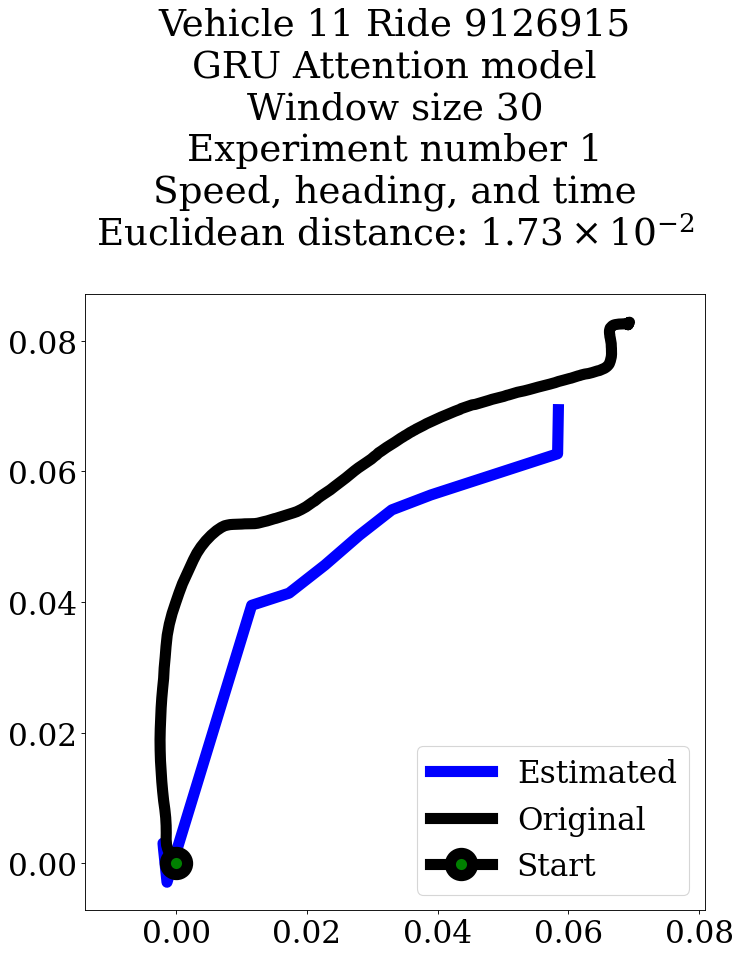 Vehicle 11 Ride 9126915
GRU Attention model
Window size 30
Experiment number 1
Speed, heading, and time
Euclidean distance: 1.73 × 10⁻²
0.08
0.06
0.04
0.02
0.00
Estimated
Original
Start
0.00 0.02 0.04 0.06 0.08